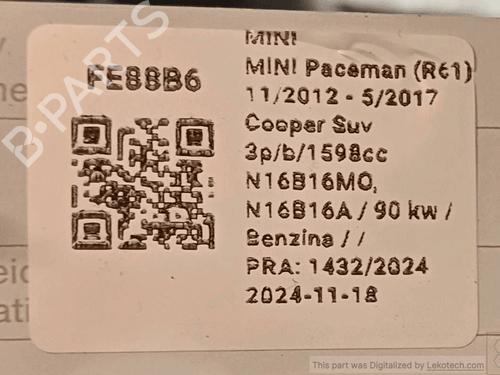 MINI
FE88B6
MINI Paceman (R61)
11/2012 - 5/2017
Cooper Suv
3p/b/1598cc
N16B16M0,
N16B16A / 90 kw /
Benzina / /
PRA: 1432/2024
2024-11-18
B-PARTS
This part was Digitalized by Lekotech.com